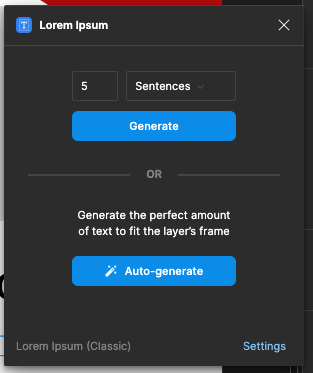 Lorem Ipsum
5
Sentences
Generate
OR
Generate the perfect amount
of text to fit the layer's frame
Auto-generate
Lorem Ipsum (Classic)
Settings